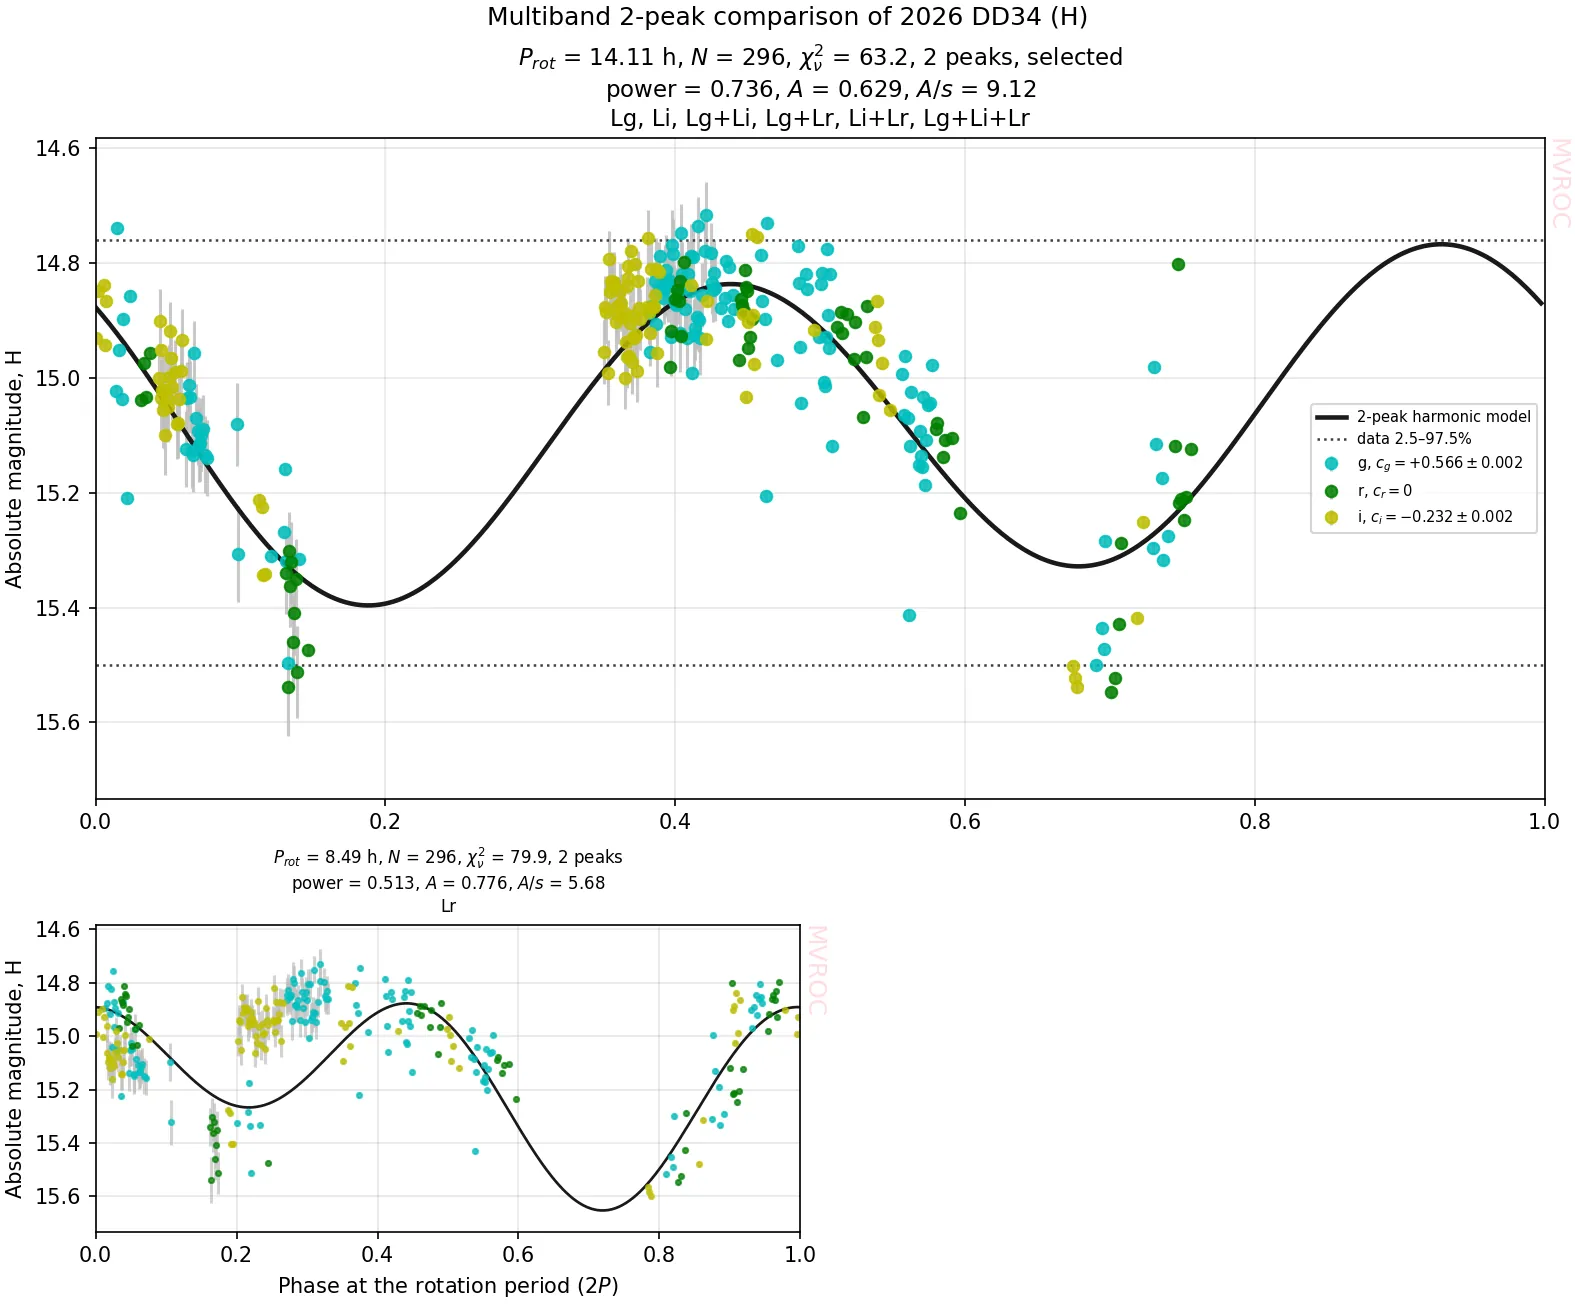 Multiband 2-peak comparison of 2026 DD34 (H)
P_rot = 14.11 h, N = 296, χ²_ν = 63.2, 2 peaks, selected
power = 0.736, A = 0.629, A/s = 9.12
Lg, Li, Lg+Li, Lg+Lr, Li+Lr, Lg+Li+Lr
14.6
14.8
15.0
15.2
15.4
15.6
Absolute magnitude, H
MVROC
2-peak harmonic model
data 2.5–97.5%
g, c_g = +0.566 ± 0.002
r, c_r = 0
i, c_i = −0.232 ± 0.002
0.0 0.2 0.4 0.6 0.8 1.0
P_rot = 8.49 h, N = 296, χ²_ν = 79.9, 2 peaks
power = 0.513, A = 0.776, A/s = 5.68
Lr
14.6
14.8
15.0
15.2
15.4
15.6
Absolute magnitude, H
MVROC
0.0 0.2 0.4 0.6 0.8 1.0
Phase at the rotation period (2P)